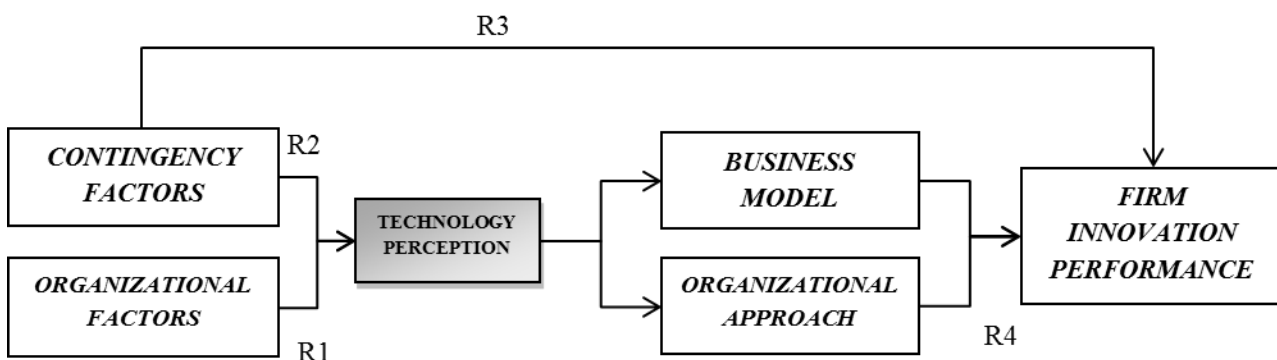 R3
CONTINGENCY
FACTORS
R2
TECHNOLOGY
PERCEPTION
ORGANIZATIONAL
FACTORS
R1
BUSINESS
MODEL
ORGANIZATIONAL
APPROACH
R4
FIRM
INNOVATION
PERFORMANCE